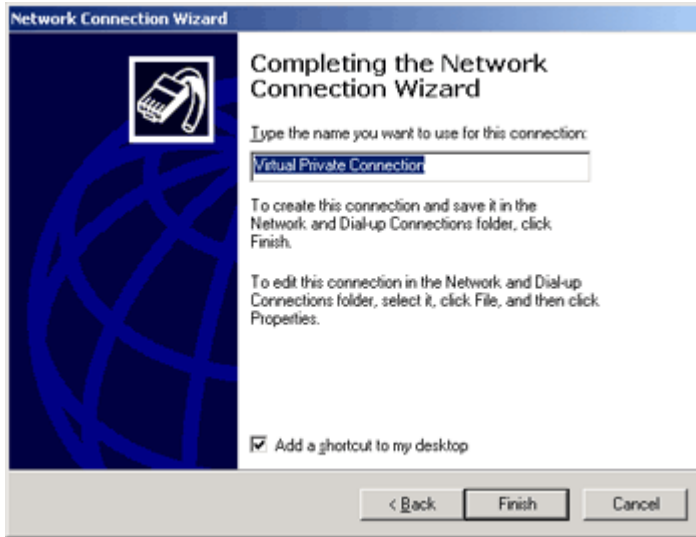 Network Connection Wizard
Completing the Network
Connection Wizard
Type the name you want to use for this connection:
Virtual Private Connection
To create this connection and save it in the
Network and Dial-up Connections folder, click
Finish.
To edit this connection in the Network and Dial-up
Connections folder, select it, click File, and then click
Properties.
Add a shortcut to my desktop
< Back
Finish
Cancel